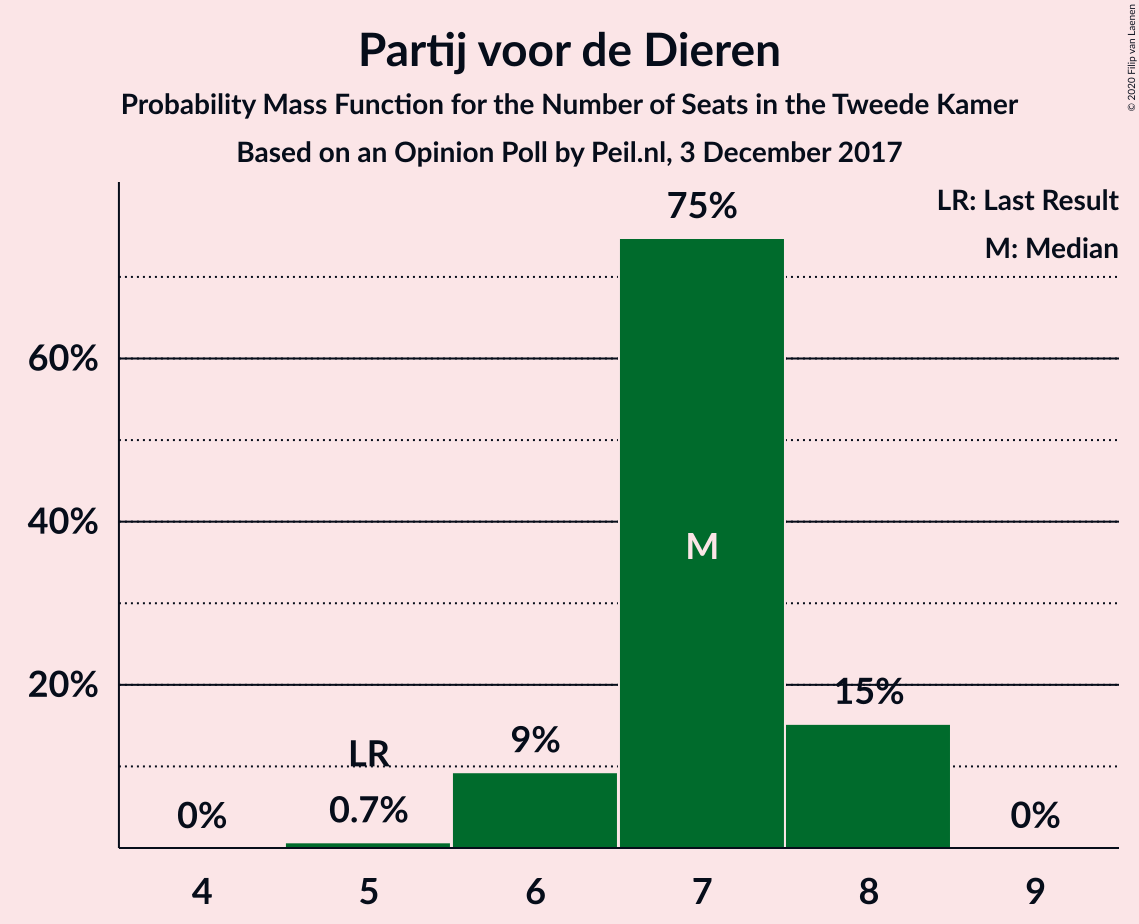 Partij voor de Dieren
Probability Mass Function for the Number of Seats in the Tweede Kamer
Based on an Opinion Poll by Peil.nl, 3 December 2017
© 2020 Filip van Laenen
LR: Last Result
M: Median
75%
60%
40%
M
20%
15%
LR
9%
0%
0.7%
0%
4 5 6 7 8 9